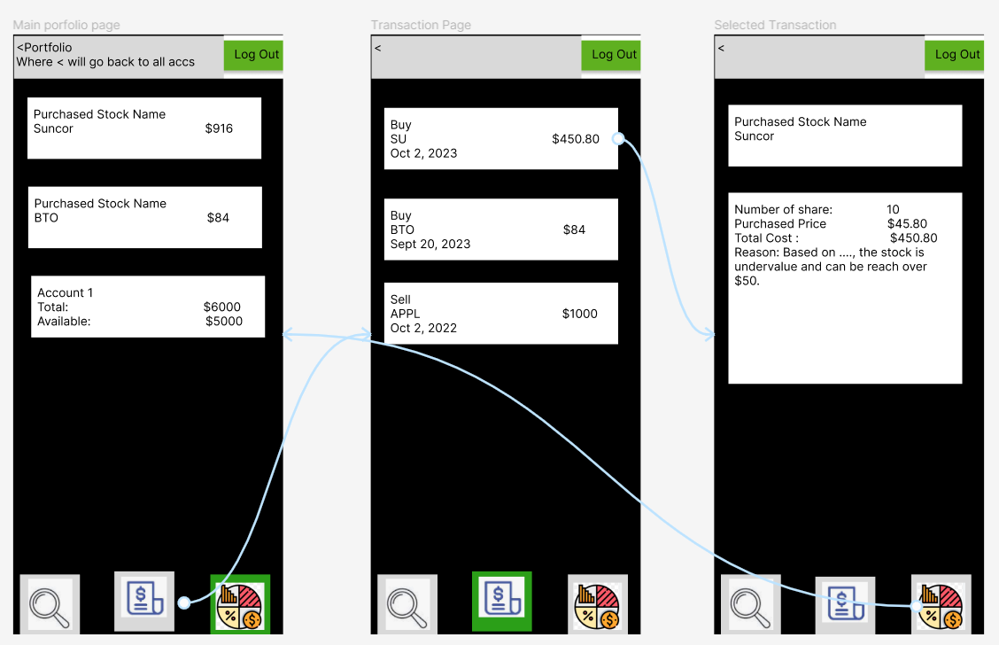 Main porfolio page
<Portfolio
Where < will go back to all accs
Log Out
Purchased Stock Name
Suncor $916
Purchased Stock Name
BTO $84
Account 1
Total: $6000
Available: $5000
$
%
$
Transaction Page
<
Log Out
Buy
SU $450.80
Oct 2, 2023
Buy
BTO $84
Sept 20, 2023
Sell
APPL $1000
Oct 2, 2022
$
%
$
Selected Transaction
<
Log Out
Purchased Stock Name
Suncor
Number of share: 10
Purchased Price $45.80
Total Cost : $450.80
Reason: Based on ...., the stock is
undervalue and can be reach over
$50.
$
%
$